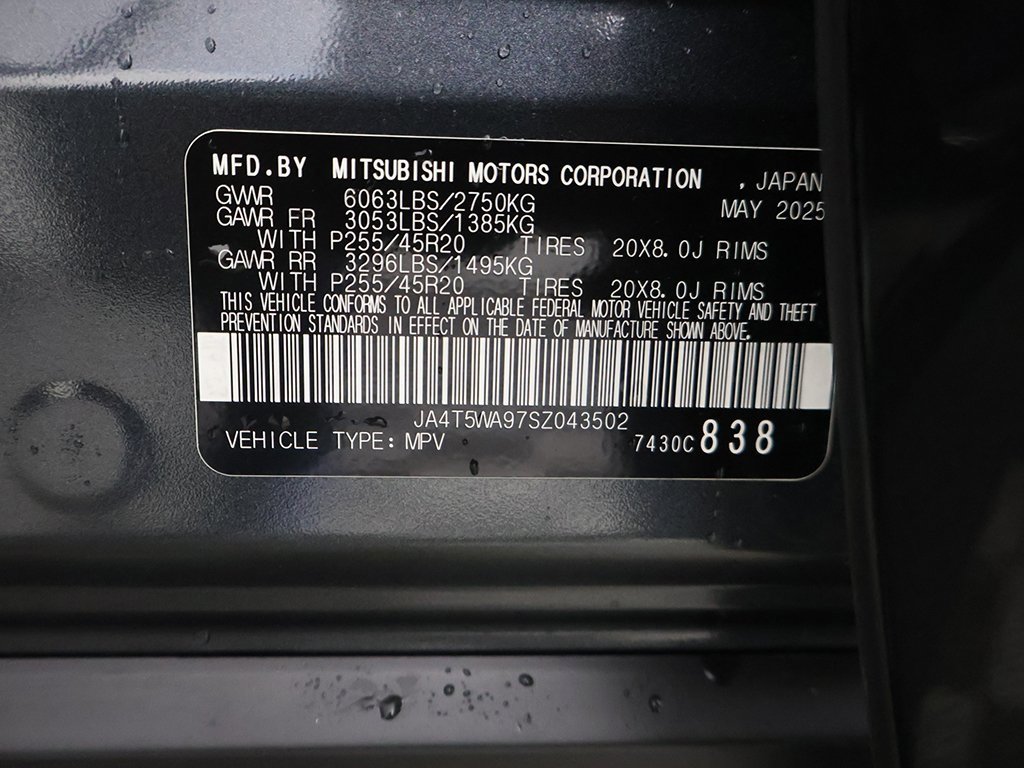 MFD.BY MITSUBISHI MOTORS CORPORATION , JAPAN
GVWR 6063LBS/2750KG MAY 2025
GAWR FR 3053LBS/1385KG
WITH P255/45R20 TIRES 20X8.0J RIMS
GAWR RR 3296LBS/1495KG
WITH P255/45R20 TIRES 20X8.0J RIMS
THIS VEHICLE CONFORMS TO ALL APPLICABLE FEDERAL MOTOR VEHICLE SAFETY AND THEFT
PREVENTION STANDARDS IN EFFECT ON THE DATE OF MANUFACTURE SHOWN ABOVE.
JA4T5WA97SZ043502
VEHICLE TYPE: MPV 7430C 838